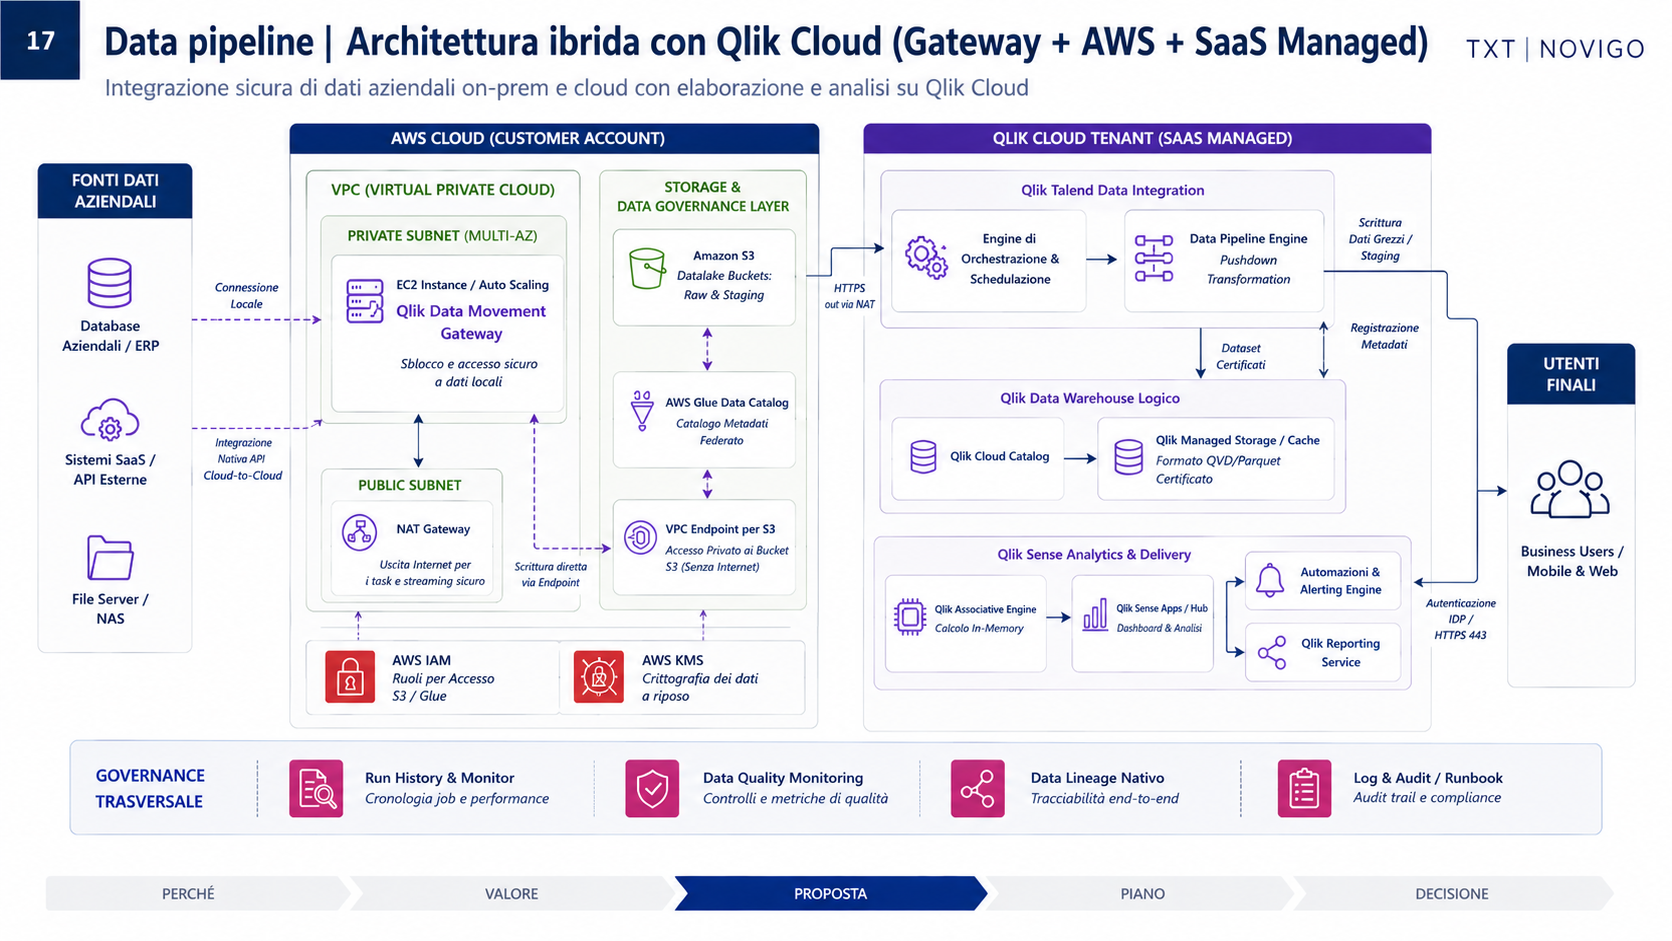 17
Data pipeline | Architettura ibrida con Qlik Cloud (Gateway + AWS + SaaS Managed)
TXT | NOVIGO
Integrazione sicura di dati aziendali on-prem e cloud con elaborazione e analisi su Qlik Cloud
FONTI DATI
AZIENDALI
Database
Aziendali / ERP
Sistemi SaaS /
API Esterne
File Server /
NAS
Connessione
Locale
Integrazione
Nativa API
Cloud-to-Cloud
AWS CLOUD (CUSTOMER ACCOUNT)
VPC (VIRTUAL PRIVATE CLOUD)
PRIVATE SUBNET (MULTI-AZ)
EC2 Instance / Auto Scaling
Qlik Data Movement
Gateway
Sblocco e accesso sicuro
a dati locali
PUBLIC SUBNET
NAT Gateway
Uscita Internet per
i task e streaming sicuro
Scrittura diretta
via Endpoint
STORAGE &
DATA GOVERNANCE LAYER
Amazon S3
Datalake Buckets:
Raw & Staging
AWS Glue Data Catalog
Catalogo Metadati
Federato
VPC Endpoint per S3
Accesso Privato ai Bucket
S3 (Senza Internet)
AWS IAM
Ruoli per Accesso
S3 / Glue
AWS KMS
Crittografia dei dati
a riposo
HTTPS
out via NAT
QLIK CLOUD TENANT (SAAS MANAGED)
Qlik Talend Data Integration
Engine di
Orchestrazione &
Schedulazione
Data Pipeline Engine
Pushdown
Transformation
Scrittura
Dati Grezzi /
Staging
Dataset
Certificati
Registrazione
Metadati
Qlik Data Warehouse Logico
Qlik Cloud Catalog
Qlik Managed Storage / Cache
Formato QVD/Parquet
Certificato
Qlik Sense Analytics & Delivery
Qlik Associative Engine
Calcolo In-Memory
Qlik Sense Apps / Hub
Dashboard & Analisi
Automazioni &
Alerting Engine
Qlik Reporting
Service
Autenticazione
IDP /
HTTPS 443
UTENTI
FINALI
Business Users /
Mobile & Web
GOVERNANCE
TRASVERSALE
Run History & Monitor
Cronologia job e performance
Data Quality Monitoring
Controlli e metriche di qualità
Data Lineage Nativo
Tracciabilità end-to-end
Log & Audit / Runbook
Audit trail e compliance
PERCHÉ
VALORE
PROPOSTA
PIANO
DECISIONE